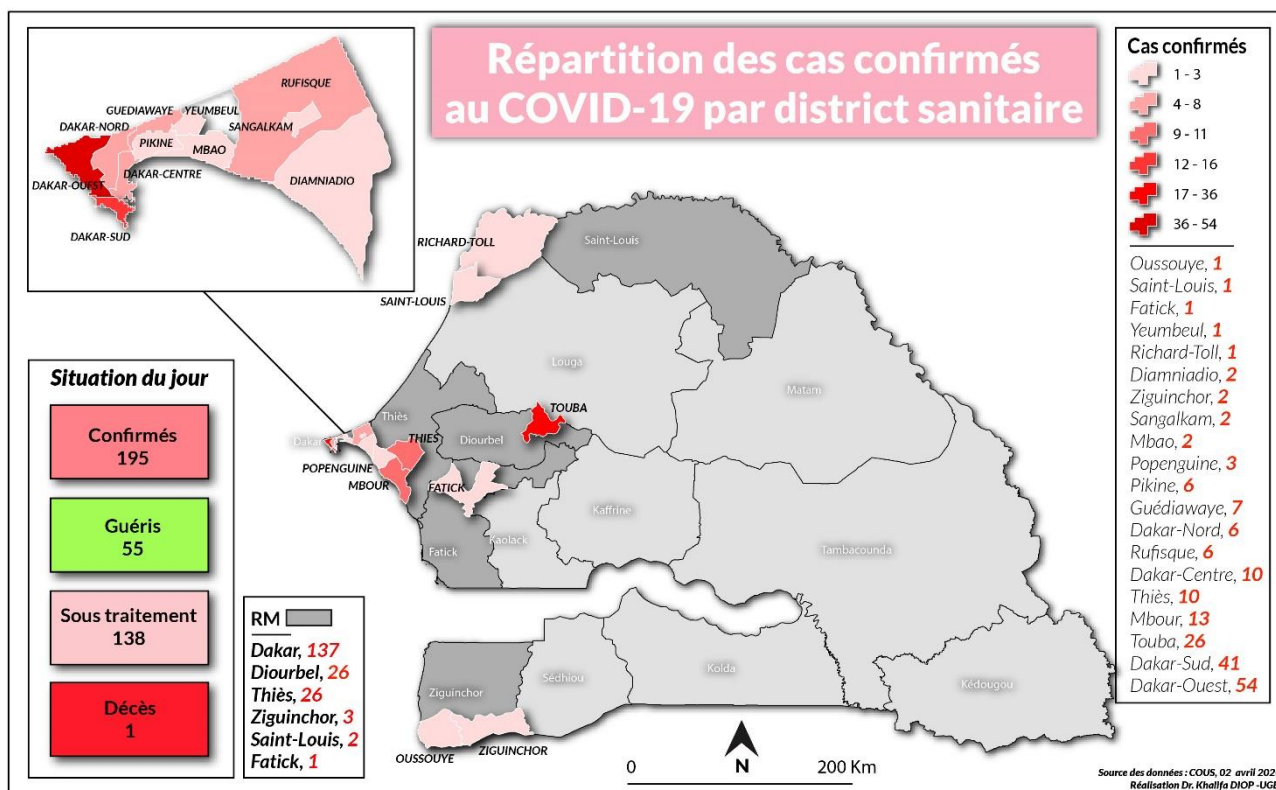 Répartition des cas confirmés
au COVID-19 par district sanitaire
RUFISQUE
GUEDIAWAYE
YEUMBEUL
DAKAR-NORD
SANGALKAM
PIKINE
MBAO
DAKAR-OUEST
DAKAR-CENTRE
DIAMNIADIO
DAKAR-SUD
Cas confirmés
1 - 3
4 - 8
9 - 11
12 - 16
17 - 36
36 - 54
Oussouye, 1
Saint-Louis, 1
Fatick, 1
Yeumbeul, 1
Richard-Toll, 1
Diamniadio, 2
Ziguinchor, 2
Sangalkam, 2
Mbao, 2
Popenguine, 3
Pikine, 6
Guédiawaye, 7
Dakar-Nord, 6
Rufisque, 6
Dakar-Centre, 10
Thiès, 10
Mbour, 13
Touba, 26
Dakar-Sud, 41
Dakar-Ouest, 54
RICHARD-TOLL
Saint-Louis
SAINT-LOUIS
Louga
Matam
Thiès
TOUBA
Dakar
THIES
Diourbel
POPENGUINE
MBOUR
FATICK
Kaffrine
Fatick
Kaolack
Tambacounda
Ziguinchor
Sédhiou
Kolda
Kédougou
OUSSOUYE
ZIGUINCHOR
Situation du jour
Confirmés
195
Guéris
55
Sous traitement
138
Décès
1
RM
Dakar, 137
Diourbel, 26
Thiès, 26
Ziguinchor, 3
Saint-Louis, 2
Fatick, 1
N
0 200 Km
Source des données : COUS, 02 avril 202
Réalisation Dr. Khalifa DIOP -UGB